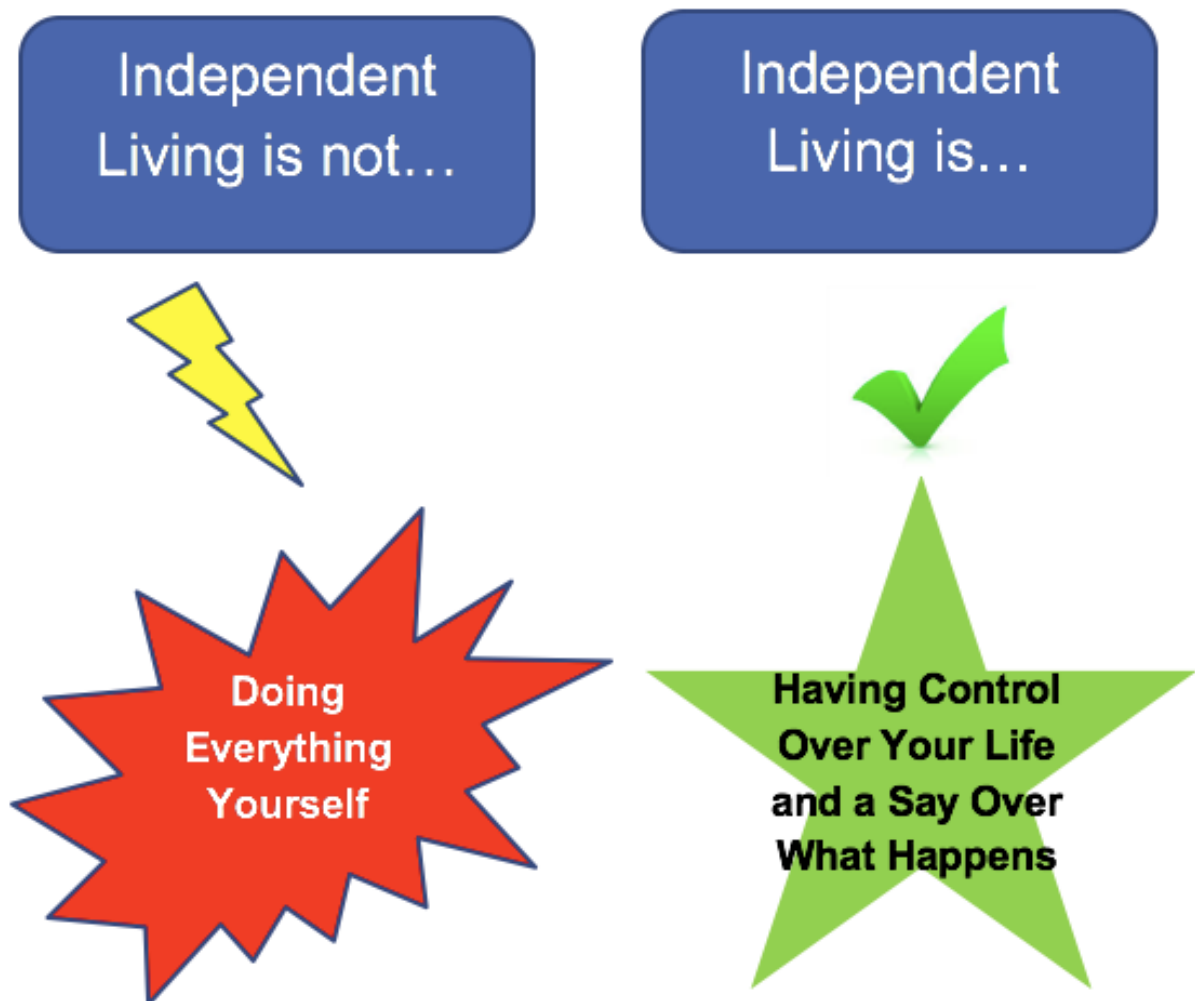 Independent
Living is not…
Independent
Living is…
Doing
Everything
Yourself
Having Control
Over Your Life
and a Say Over
What Happens